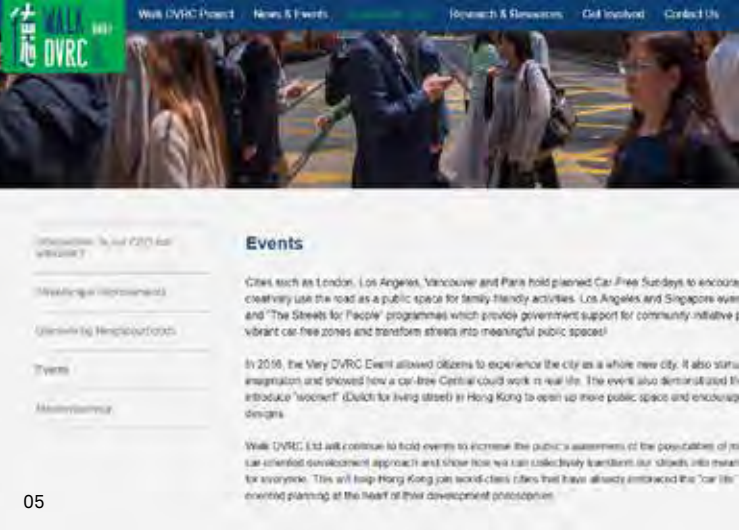 WALK
DVRC
Walk DVRC Project
News & Events
Research & Resources
Get Involved
Contact Us
Events
Cities such as London, Los Angeles, Vancouver and Paris hold planned Car-Free Sundays to encourag
creatively use the road as a public space for family friendly activities. Los Angeles and Singapore even
and "The Streets for People" programmes which provide government support for community initiative p
vibrant car-free zones and transform streets into meaningful public spaces!
In 2016, the Very DVRC Event allowed citizens to experience the city as a whole new city. It also
imagination and showed how a car-free Central could work in real life. The event also demonstrated
introduce "woonerf" (Dutch for living street) in Hong Kong to open up more public space and encourag
designs.
Walk DVRC Ltd will continue to hold events to increase the public's awareness of the possibilities of
car-oriented development approach and show how we can collectively transform our streets into mean
for everyone. This will help Hong Kong join world-class cities that have already embraced the "car lite"
oriented planning at the heart of their development philosophies.
Events
05